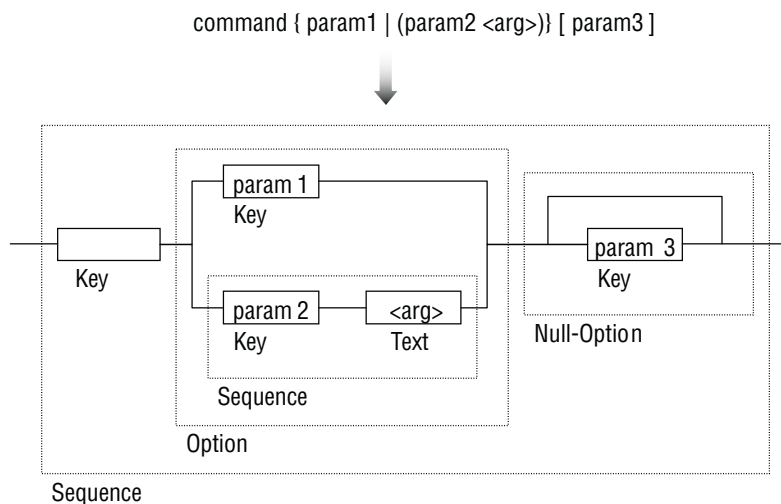 command { param1 | (param2 <arg>)} [ param3 ]
param 1
Key
Key
param 3
Key
param 2
<arg>
Key
Text
Null-Option
Sequence
Option
Sequence